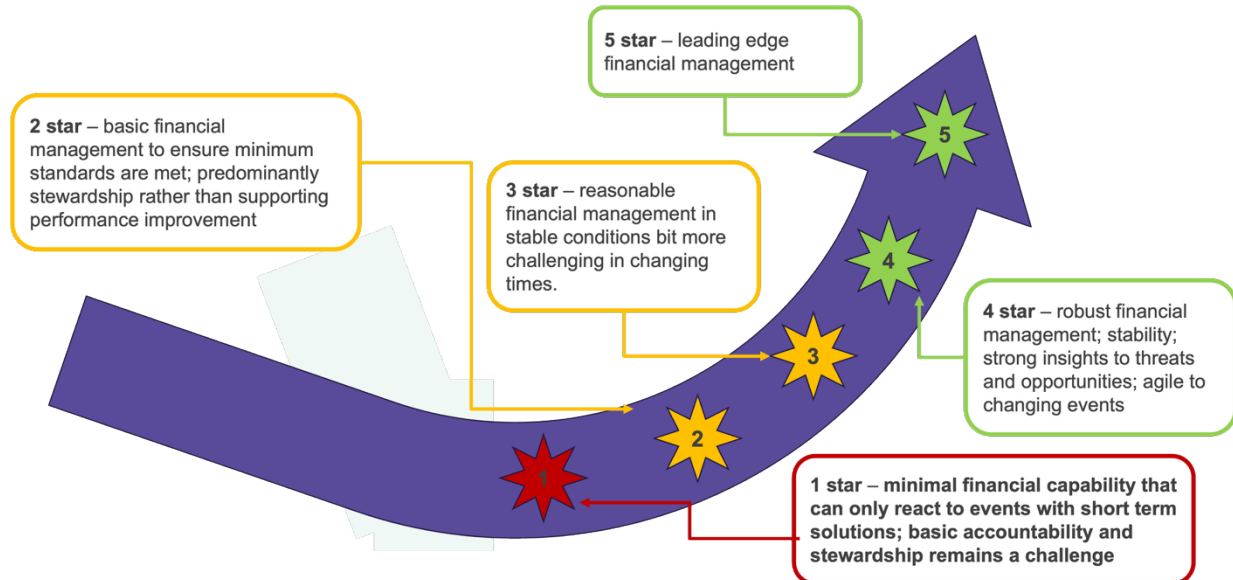 5 star – leading edge
financial management
2 star – basic financial
management to ensure minimum
standards are met; predominantly
stewardship rather than supporting
performance improvement
3 star – reasonable
financial management in
stable conditions bit more
challenging in changing
times.
5
4
3
2
1
4 star – robust financial
management; stability;
strong insights to threats
and opportunities; agile to
changing events
1 star – minimal financial capability that
can only react to events with short term
solutions; basic accountability and
stewardship remains a challenge